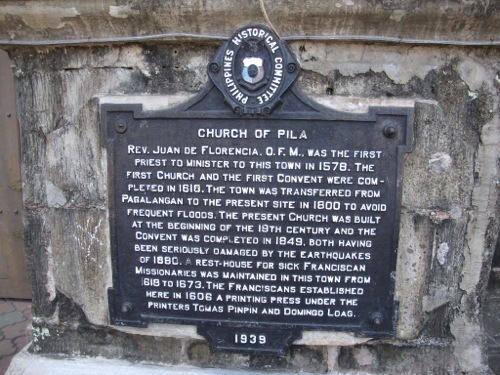 PHILIPPINES HISTORICAL COMMITTEE
CHURCH OF PILA
REV. JUAN DE FLORENCIA, O.F.M., WAS THE FIRST
PRIEST TO MINISTER TO THIS TOWN IN 1578. THE
FIRST CHURCH AND THE FIRST CONVENT WERE COM-
PLETED IN 1618. THE TOWN WAS TRANSFERRED FROM
PAGALANGAN TO THE PRESENT SITE IN 1800 TO AVOID
FREQUENT FLOODS. THE PRESENT CHURCH WAS BUILT
AT THE BEGINNING OF THE 19TH CENTURY AND THE
CONVENT WAS COMPLETED IN 1849, BOTH HAVING
BEEN SERIOUSLY DAMAGED BY THE EARTHQUAKES
OF 1880. A REST-HOUSE FOR SICK FRANCISCAN
MISSIONARIES WAS MAINTAINED IN THIS TOWN FROM
1618 TO 1673. THE FRANCISCANS ESTABLISHED
HERE IN 1606 A PRINTING PRESS UNDER THE
PRINTERS TOMAS PINPIN AND DOMINGO LOAG.
1939